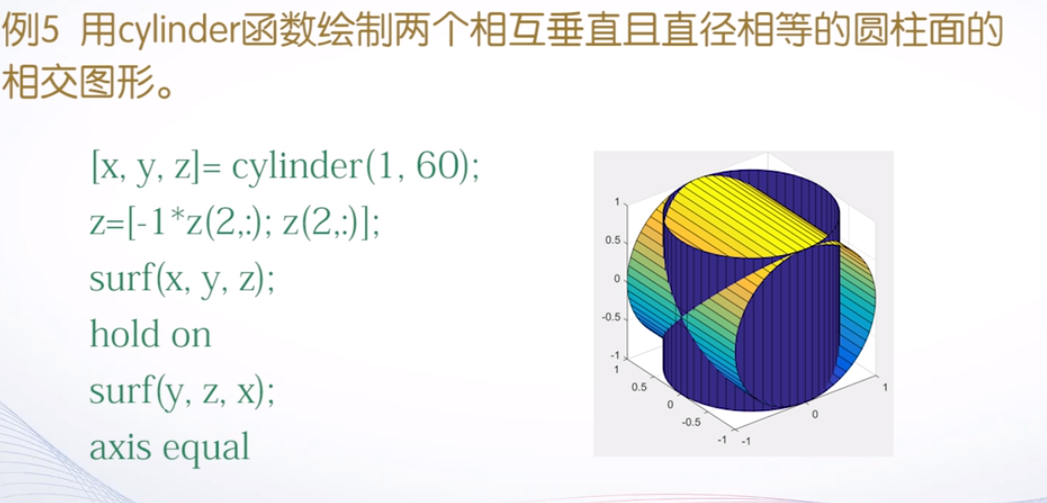 例5 用cylinder函数绘制两个相互垂直且直径相等的圆柱面的
相交图形。
[x, y, z]= cylinder(1, 60);
z=[-1*z(2,:); z(2,:)];
surf(x, y, z);
hold on
surf(y, z, x);
axis equal
1
0.5
0
-0.5
-1
1
0.5
0
-0.5
-1
-1
0
1